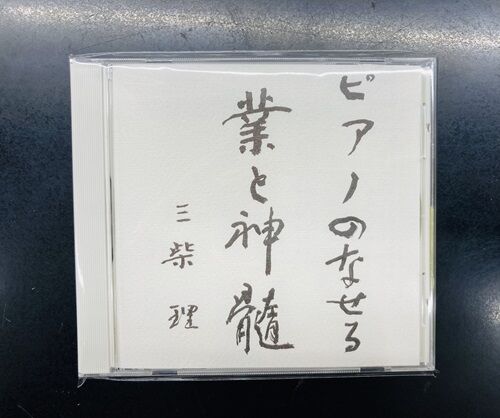 ピアノのなせる
業と神髄
三柴理